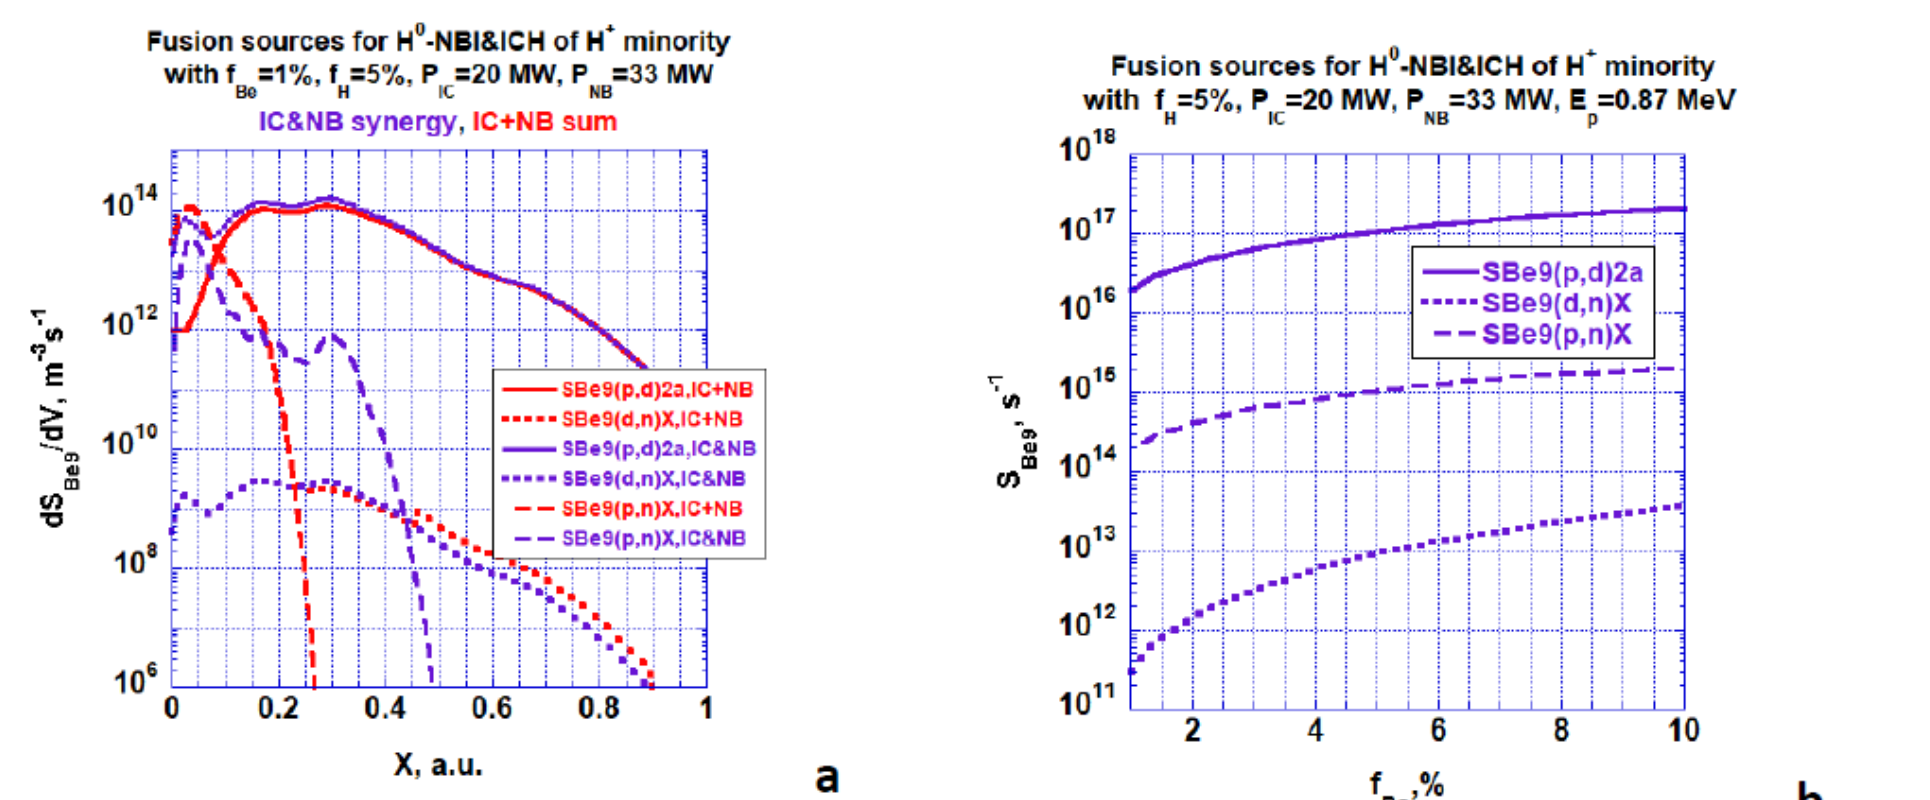 Fusion sources for H⁰-NBI&ICH of H⁺ minority
with f_Be=1%, f_H=5%, P_IC=20 MW, P_NB=33 MW
IC&NB synergy, IC+NB sum
dS_Be9/dV, m⁻³s⁻¹
10¹⁴
10¹²
10¹⁰
10⁸
10⁶
0 0.2 0.4 0.6 0.8 1
X, a.u.
SBe9(p,d)2a,IC+NB
SBe9(d,n)X,IC+NB
SBe9(p,d)2a,IC&NB
SBe9(d,n)X,IC&NB
SBe9(p,n)X,IC+NB
SBe9(p,n)X,IC&NB
a
Fusion sources for H⁰-NBI&ICH of H⁺ minority
with f_H=5%, P_IC=20 MW, P_NB=33 MW, E_p=0.87 MeV
S_Be9, s⁻¹
10¹⁸
10¹⁷
10¹⁶
10¹⁵
10¹⁴
10¹³
10¹²
10¹¹
2 4 6 8 10
SBe9(p,d)2a
SBe9(d,n)X
SBe9(p,n)X
f ,%
b